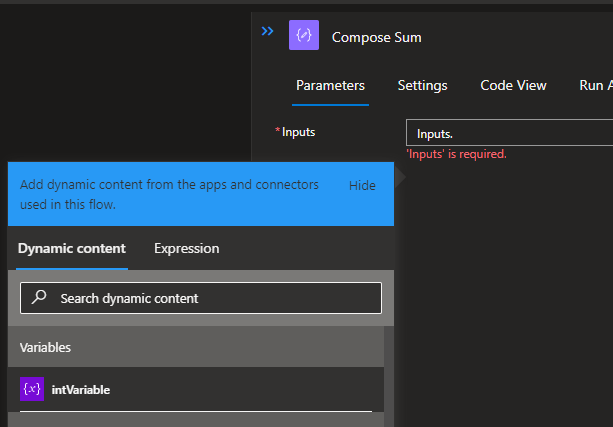 Compose Sum
Parameters Settings Code View Run A
* Inputs
Inputs.
'Inputs' is required.
Add dynamic content from the apps and connectors
used in this flow.
Hide
Dynamic content Expression
Search dynamic content
Variables
{x} intVariable